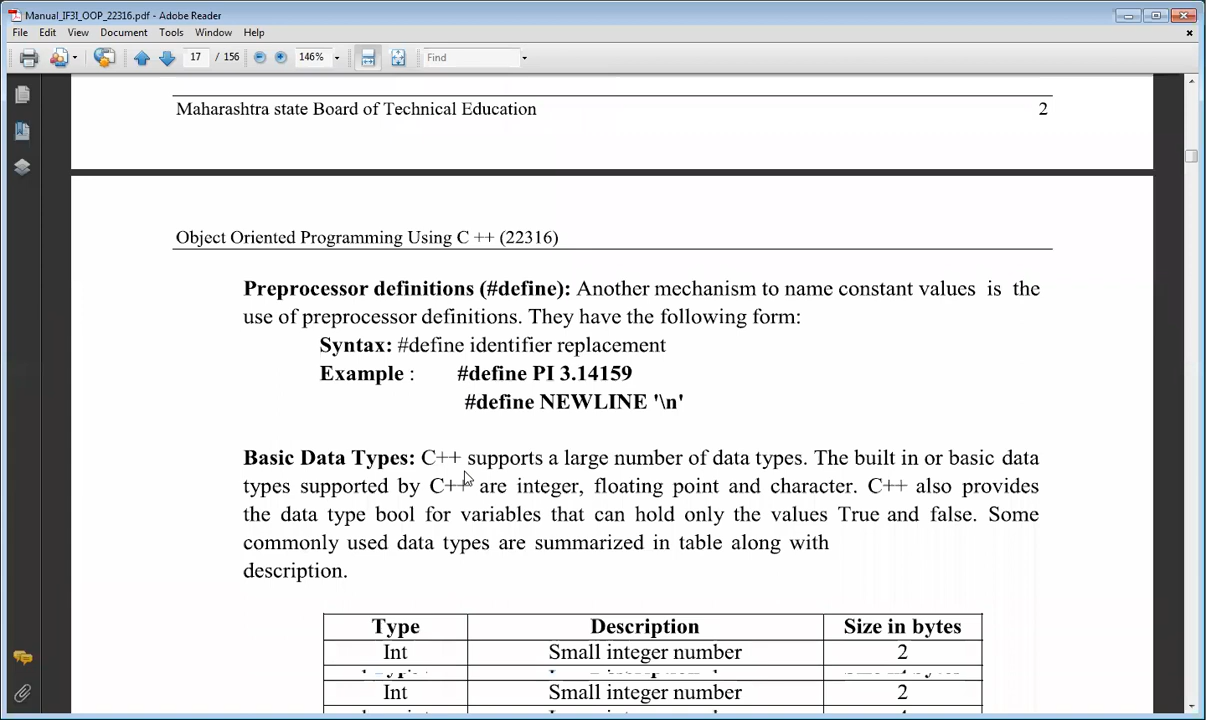 Manual_IF3I_OOP_22316.pdf - Adobe Reader
File Edit View Document Tools Window Help
17 / 156 146% Find
Maharashtra state Board of Technical Education 2
Object Oriented Programming Using C ++ (22316)
Preprocessor definitions (#define): Another mechanism to name constant values is the
use of preprocessor definitions. They have the following form:
Syntax: #define identifier replacement
Example : #define PI 3.14159
#define NEWLINE '\n'
Basic Data Types: C++ supports a large number of data types. The built in or basic data
types supported by C++ are integer, floating point and character. C++ also provides
the data type bool for variables that can hold only the values True and false. Some
commonly used data types are summarized in table along with
description.
Type Description Size in bytes
Int Small integer number 2
Int Small integer number 2